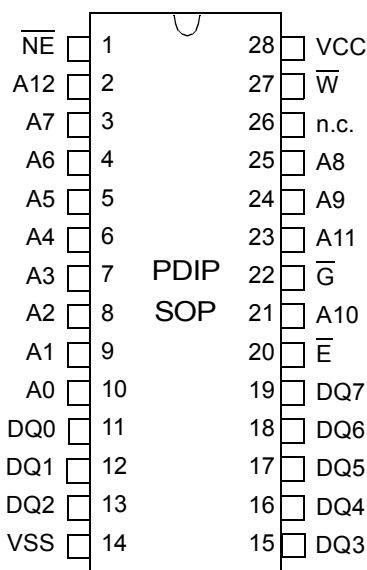 N̅E̅ 1 28 VCC
A12 2 27 W̅
A7 3 26 n.c.
A6 4 25 A8
A5 5 24 A9
A4 6 23 A11
A3 7 PDIP 22 G̅
A2 8 SOP 21 A10
A1 9 20 E̅
A0 10 19 DQ7
DQ0 11 18 DQ6
DQ1 12 17 DQ5
DQ2 13 16 DQ4
VSS 14 15 DQ3